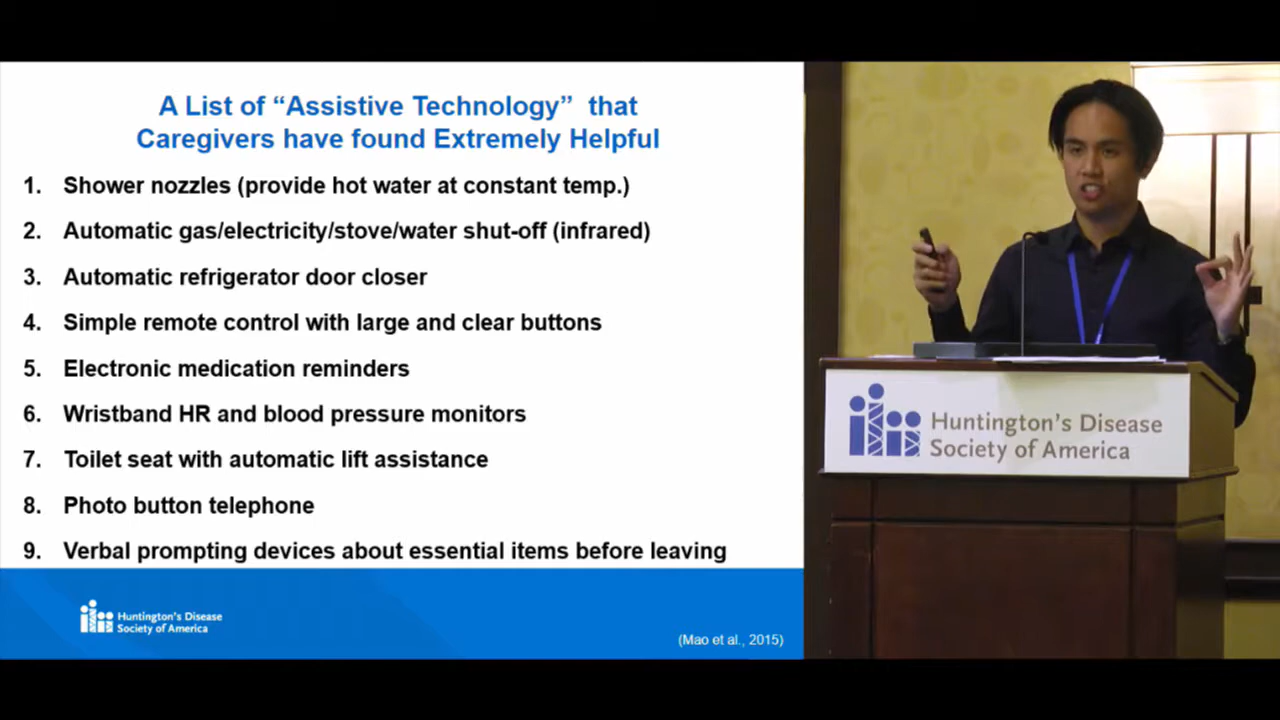 A List of “Assistive Technology”  that
Caregivers have found Extremely Helpful
1. Shower nozzles (provide hot water at constant temp.)
2. Automatic gas/electricity/stove/water shut-off (infrared)
3. Automatic refrigerator door closer
4. Simple remote control with large and clear buttons
5. Electronic medication reminders
6. Wristband HR and blood pressure monitors
7. Toilet seat with automatic lift assistance
8. Photo button telephone
9. Verbal prompting devices about essential items before leaving
Huntington's Disease
Society of America
(Mao et al., 2015)
Huntington's Disease
Society of America